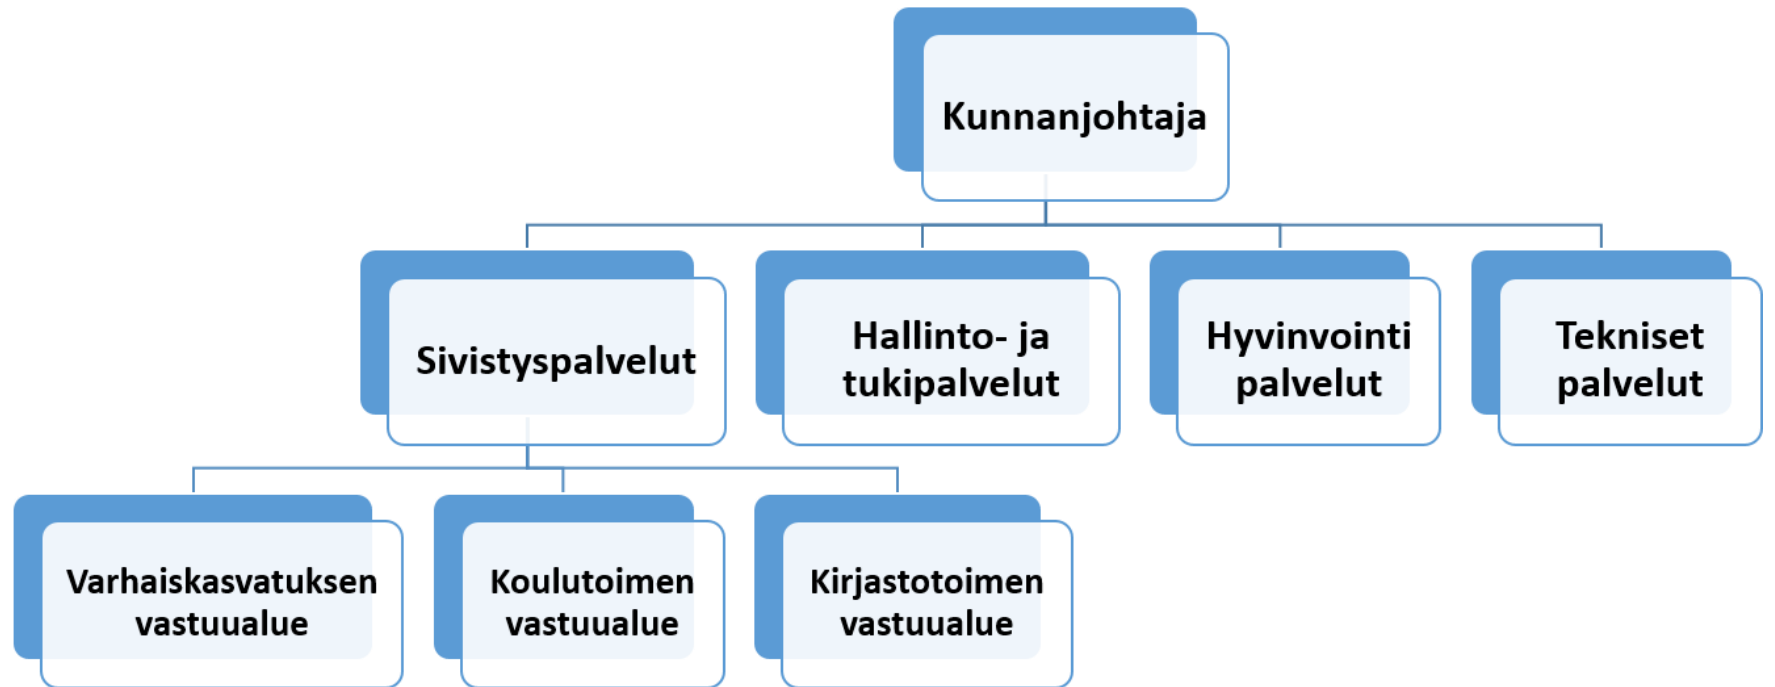 Kunnanjohtaja
Sivistyspalvelut
Hallinto- ja
tukipalvelut
Hyvinvointi
palvelut
Tekniset
palvelut
Varhaiskasvatuksen
vastuualue
Koulutoimen
vastuualue
Kirjastotoimen
vastuualue